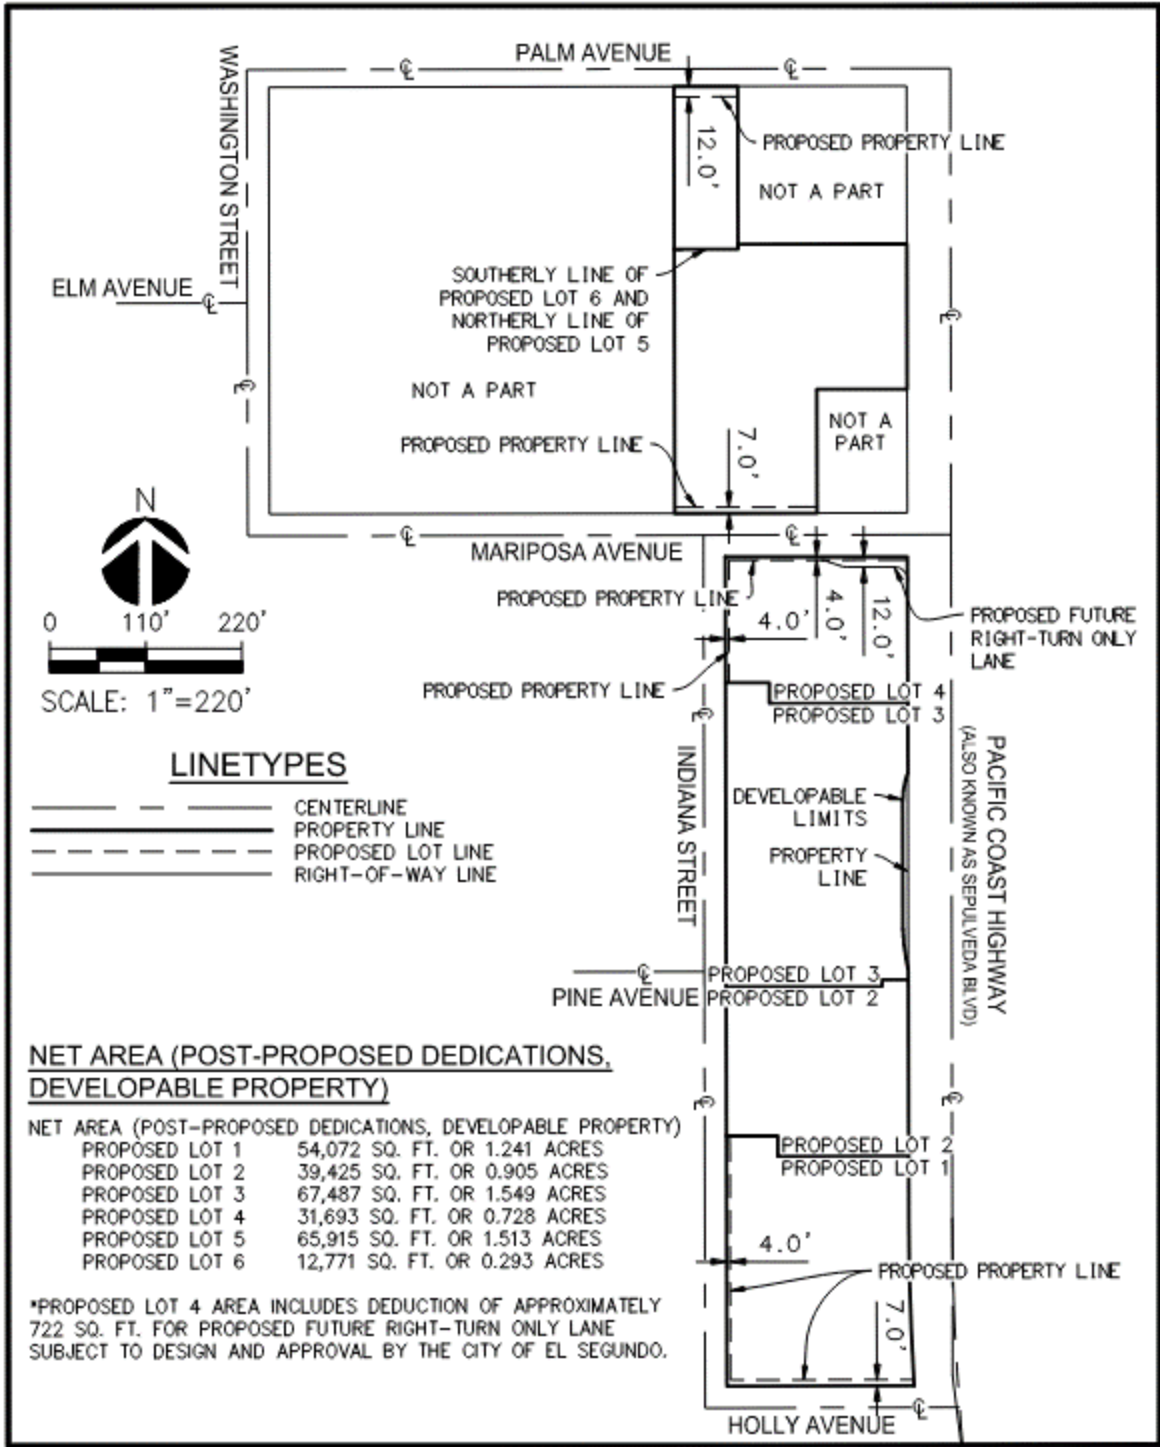 PALM AVENUE
WASHINGTON STREET
12.0'
PROPOSED PROPERTY LINE
NOT A PART
SOUTHERLY LINE OF
PROPOSED LOT 6 AND
NORTHERLY LINE OF
PROPOSED LOT 5
ELM AVENUE
NOT A PART
NOT A
PART
PROPOSED PROPERTY LINE
7.0'
MARIPOSA AVENUE
N
0 110' 220'
SCALE: 1"=220'
PROPOSED PROPERTY LINE
4.0'
4.0'
12.0'
PROPOSED FUTURE
RIGHT-TURN ONLY
LANE
PROPOSED PROPERTY LINE
PROPOSED LOT 4
PROPOSED LOT 3
INDIANA STREET
PACIFIC COAST HIGHWAY
(ALSO KNOWN AS SEPULVEDA BLVD)
DEVELOPABLE
LIMITS
PROPERTY
LINE
LINETYPES
CENTERLINE
PROPERTY LINE
PROPOSED LOT LINE
RIGHT-OF-WAY LINE
PROPOSED LOT 3
PINE AVENUE PROPOSED LOT 2
NET AREA (POST-PROPOSED DEDICATIONS,
DEVELOPABLE PROPERTY)
NET AREA (POST-PROPOSED DEDICATIONS, DEVELOPABLE PROPERTY)
PROPOSED LOT 1 54,072 SQ. FT. OR 1.241 ACRES
PROPOSED LOT 2 39,425 SQ. FT. OR 0.905 ACRES
PROPOSED LOT 3 67,487 SQ. FT. OR 1.549 ACRES
PROPOSED LOT 4 31,693 SQ. FT. OR 0.728 ACRES
PROPOSED LOT 5 65,915 SQ. FT. OR 1.513 ACRES
PROPOSED LOT 6 12,771 SQ. FT. OR 0.293 ACRES
*PROPOSED LOT 4 AREA INCLUDES DEDUCTION OF APPROXIMATELY
722 SQ. FT. FOR PROPOSED FUTURE RIGHT-TURN ONLY LANE
SUBJECT TO DESIGN AND APPROVAL BY THE CITY OF EL SEGUNDO.
PROPOSED LOT 2
PROPOSED LOT 1
4.0'
PROPOSED PROPERTY LINE
7.0'
HOLLY AVENUE